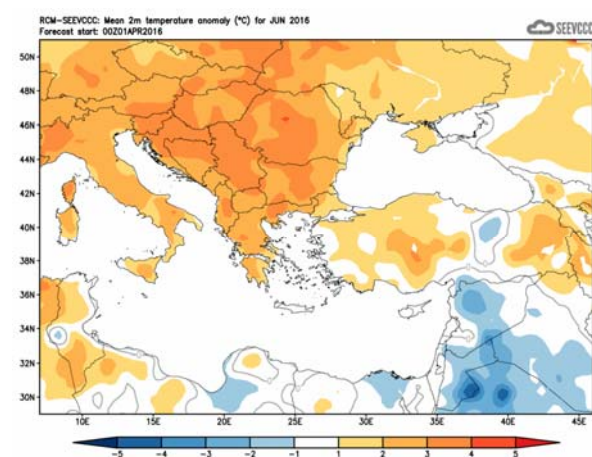 RCM-SEEVCCC: Mean 2m temperature anomaly (°C) for JUN 2016
Forecast start: 00Z01APR2016
SEEVCCC
50N
48N
46N
44N
42N
40N
38N
36N
34N
32N
30N
10E 15E 20E 25E 30E 35E 40E 45E
-5 -4 -3 -2 -1 1 2 3 4 5